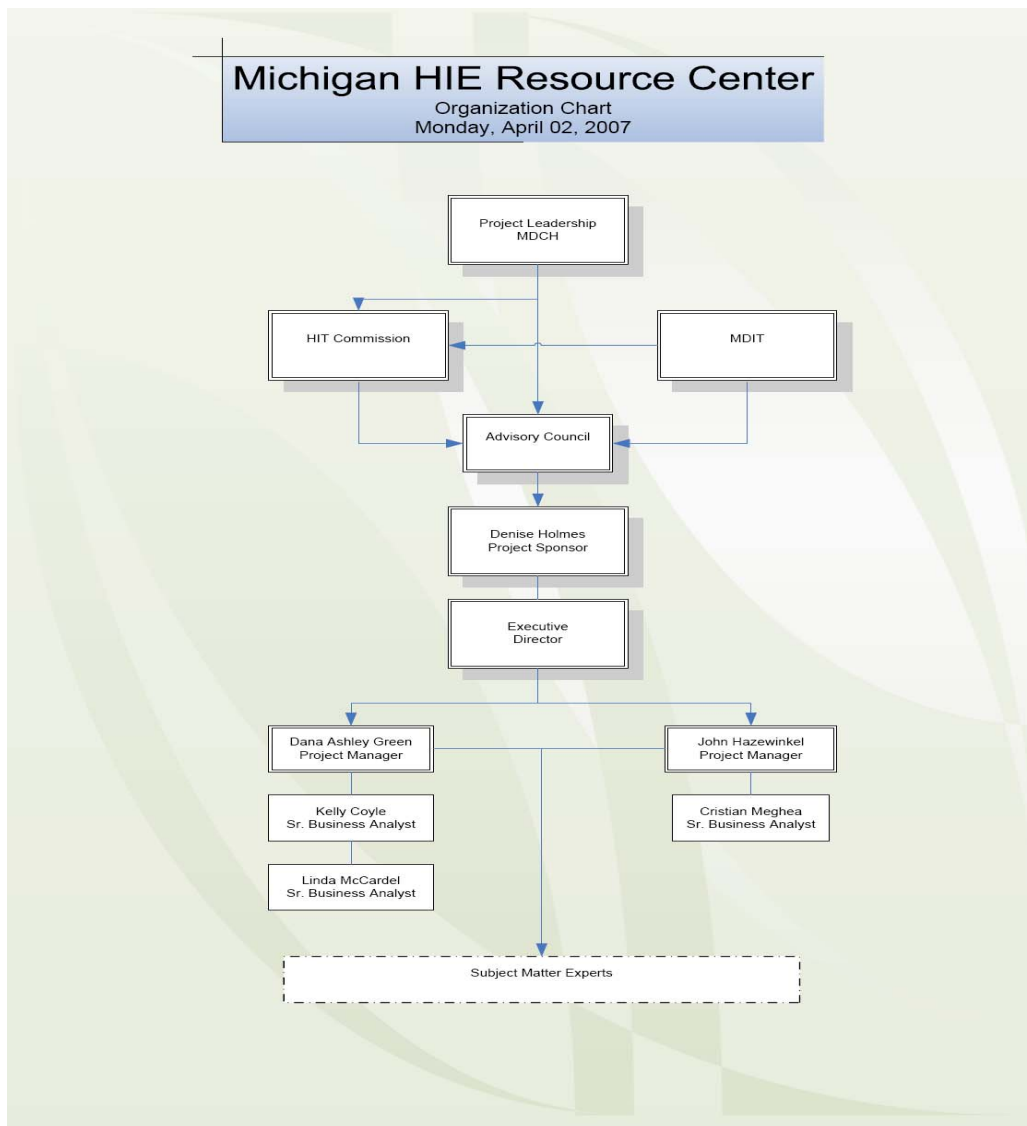 Michigan HIE Resource Center
Organization Chart
Monday, April 02, 2007
Project Leadership
MDCH
HIT Commission
MDIT
Advisory Council
Denise Holmes
Project Sponsor
Executive
Director
Dana Ashley Green
Project Manager
John Hazewinkel
Project Manager
Kelly Coyle
Sr. Business Analyst
Cristian Meghea
Sr. Business Analyst
Linda McCardel
Sr. Business Analyst
Subject Matter Experts